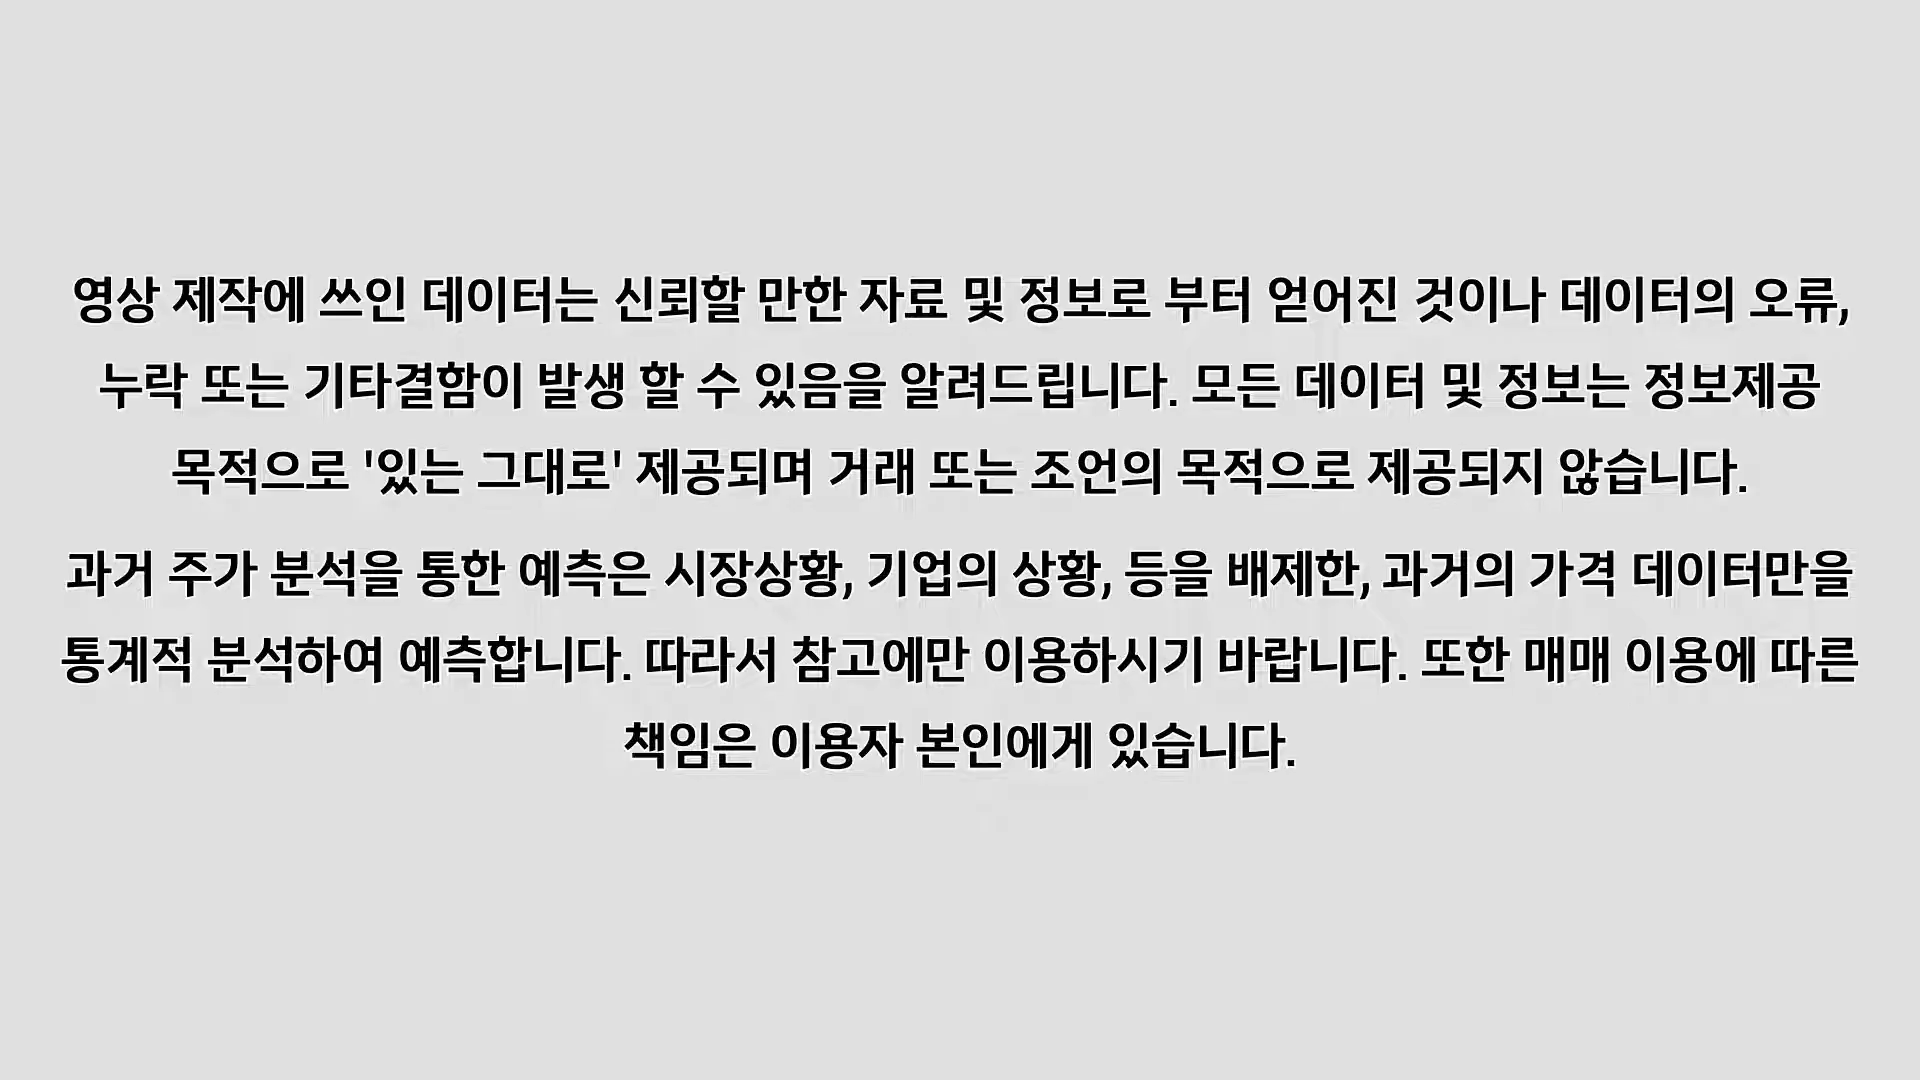 영상 제작에 쓰인 데이터는 신뢰할 만한 자료 및 정보로 부터 얻어진 것이나 데이터의 오류,
누락 또는 기타결함이 발생 할 수 있음을 알려드립니다. 모든 데이터 및 정보는 정보제공
목적으로 '있는 그대로' 제공되며 거래 또는 조언의 목적으로 제공되지 않습니다.
과거 주가 분석을 통한 예측은 시장상황, 기업의 상황, 등을 배제한, 과거의 가격 데이터만을
통계적 분석하여 예측합니다. 따라서 참고에만 이용하시기 바랍니다. 또한 매매 이용에 따른
책임은 이용자 본인에게 있습니다.